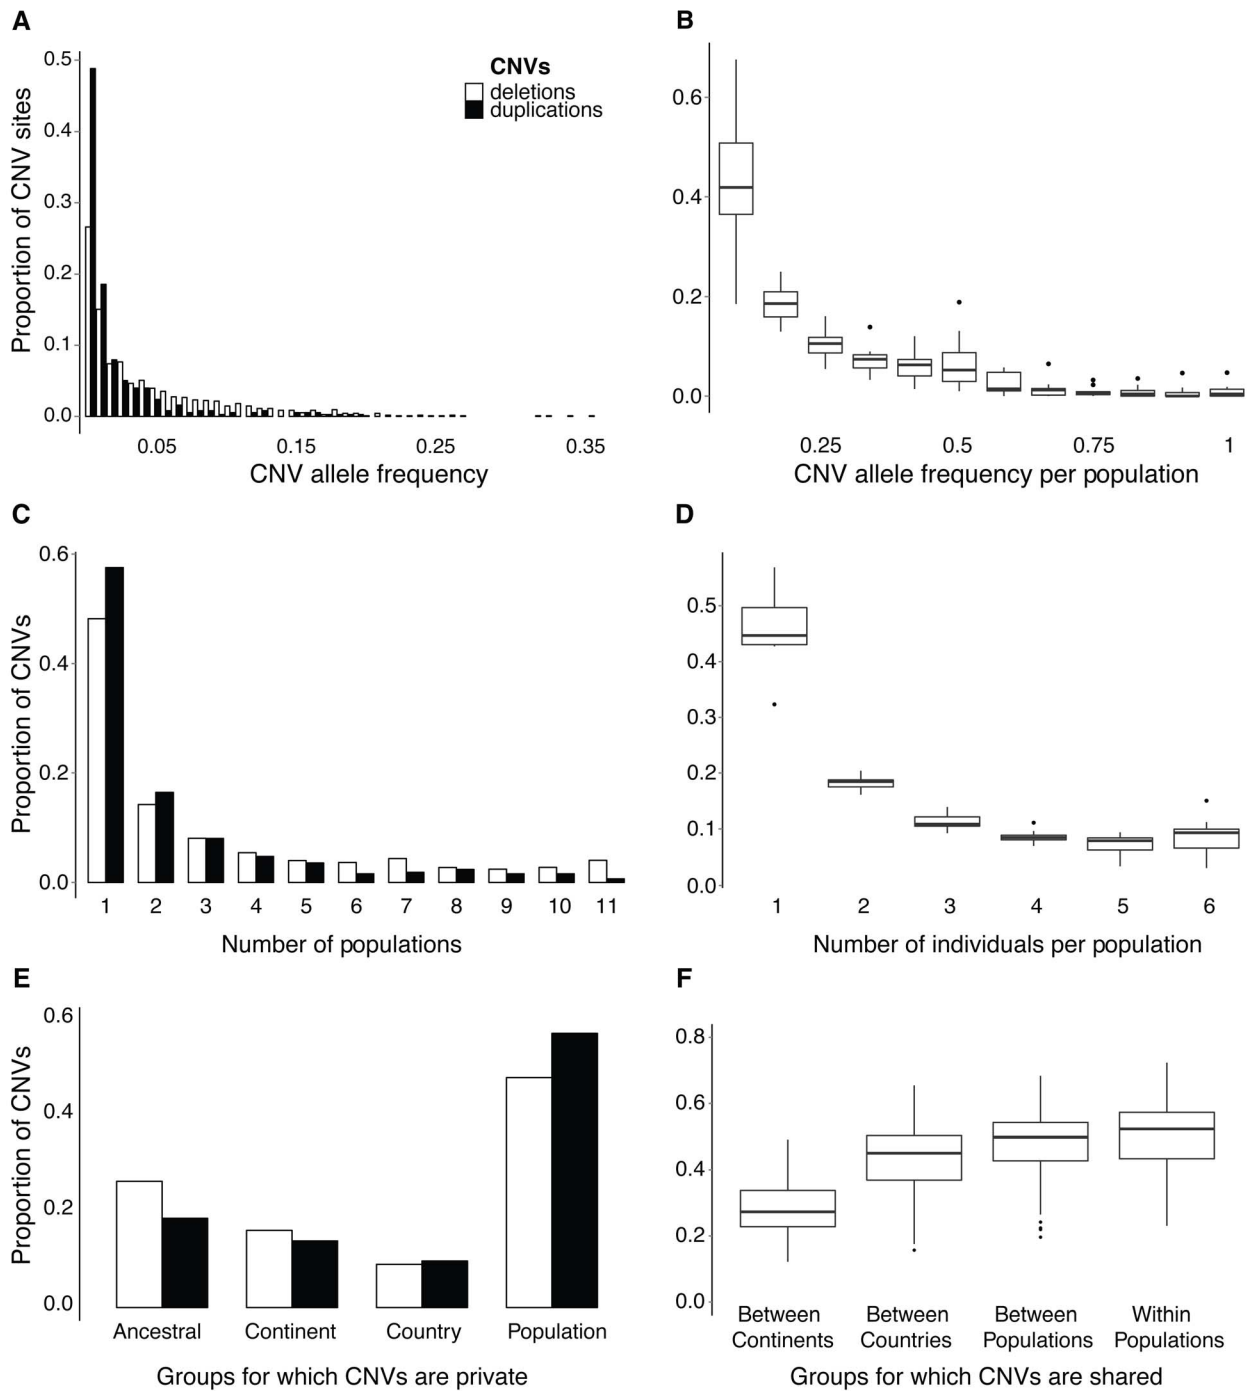 A
0.5
0.4
0.3
0.2
0.1
0.0
Proportion of CNV sites
CNVs
deletions
duplications
0.05 0.15 0.25 0.35
CNV allele frequency
B
0.6
0.4
0.2
0.0
0.25 0.5 0.75 1
CNV allele frequency per population
C
0.6
0.4
0.2
0.0
Proportion of CNVs
1 2 3 4 5 6 7 8 9 10 11
Number of populations
D
0.5
0.4
0.3
0.2
0.1
0.0
1 2 3 4 5 6
Number of individuals per population
E
0.6
0.4
0.2
0.0
Proportion of CNVs
Ancestral Continent Country Population
Groups for which CNVs are private
F
0.8
0.6
0.4
0.2
0.0
Between Between Between Within
Continents Countries Populations Populations
Groups for which CNVs are shared